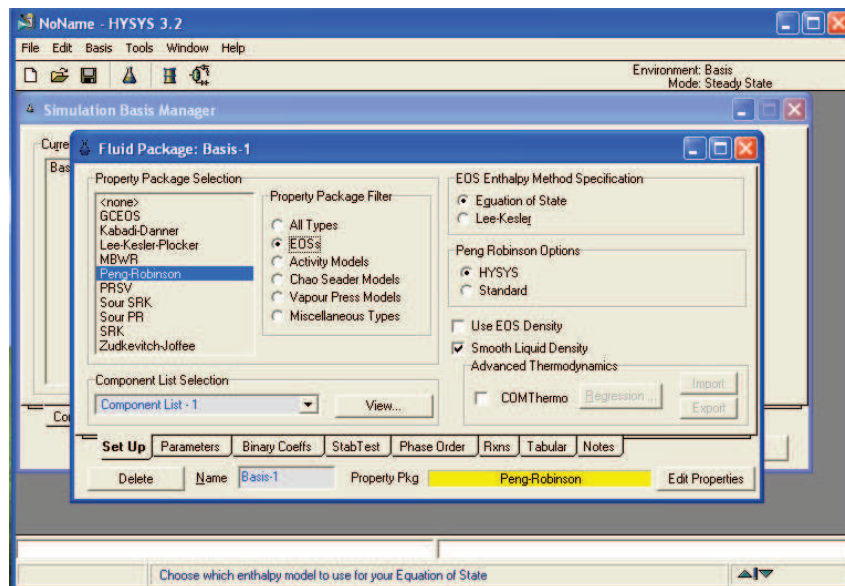 NoName - HYSYS 3.2
File Edit Basis Tools Window Help
Environment: Basis
Mode: Steady State
Simulation Basis Manager
Curre
Bas
Fluid Package: Basis-1
Property Package Selection
<none>
GCEOS
Kabadi-Danner
Lee-Kesler-Plocker
MBWR
Peng-Robinson
PRSV
Sour SRK
Sour PR
SRK
Zudkevitch-Joffee
Property Package Filter
All Types
EOSs
Activity Models
Chao Seader Models
Vapour Press Models
Miscellaneous Types
EOS Enthalpy Method Specification
Equation of State
Lee-Kesler
Peng Robinson Options
HYSYS
Standard
Use EOS Density
Smooth Liquid Density
Advanced Thermodynamics
COMThermo
Regression ...
Import
Export
Component List Selection
Component List - 1
View...
Co
Set Up Parameters Binary Coeffs StabTest Phase Order Rxns Tabular Notes
Delete Name Basis-1 Property Pkg Peng-Robinson Edit Properties
Choose which enthalpy model to use for your Equation of State